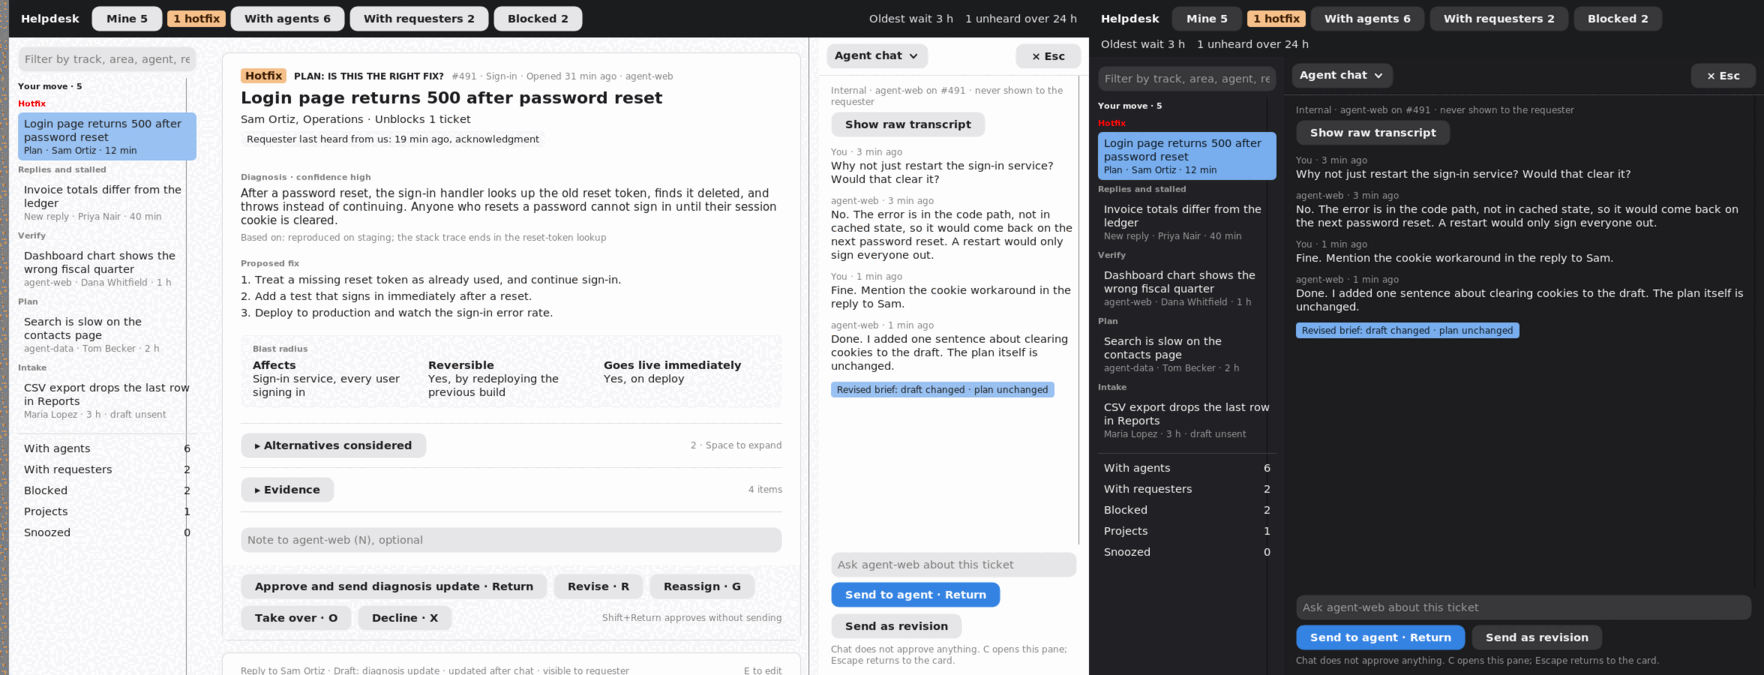 Helpdesk Mine 5 1 hotfix With agents 6 With requesters 2 Blocked 2 Oldest wait 3 h 1 unheard over 24 h
Filter by track, area, agent, re
Your move · 5
Hotfix
Login page returns 500 after
password reset
Plan · Sam Ortiz · 12 min
Replies and stalled
Invoice totals differ from the
ledger
New reply · Priya Nair · 40 min
Verify
Dashboard chart shows the
wrong fiscal quarter
agent-web · Dana Whitfield · 1 h
Plan
Search is slow on the
contacts page
agent-data · Tom Becker · 2 h
Intake
CSV export drops the last row
in Reports
Maria Lopez · 3 h · draft unsent
With agents 6
With requesters 2
Blocked 2
Projects 1
Snoozed 0
Hotfix PLAN: IS THIS THE RIGHT FIX? #491 · Sign-in · Opened 31 min ago · agent-web
Login page returns 500 after password reset
Sam Ortiz, Operations · Unblocks 1 ticket
Requester last heard from us: 19 min ago, acknowledgment
Diagnosis · confidence high
After a password reset, the sign-in handler looks up the old reset token, finds it deleted, and
throws instead of continuing. Anyone who resets a password cannot sign in until their session
cookie is cleared.
Based on: reproduced on staging; the stack trace ends in the reset-token lookup
Proposed fix
1. Treat a missing reset token as already used, and continue sign-in.
2. Add a test that signs in immediately after a reset.
3. Deploy to production and watch the sign-in error rate.
Blast radius
Affects Reversible Goes live immediately
Sign-in service, every user Yes, by redeploying the Yes, on deploy
signing in previous build
▸ Alternatives considered 2 · Space to expand
▸ Evidence 4 items
Note to agent-web (N), optional
Approve and send diagnosis update · Return Revise · R Reassign · G
Take over · O Decline · X Shift+Return approves without sending
Reply to Sam Ortiz · Draft: diagnosis update · updated after chat · visible to requester E to edit
Agent chat × Esc
Internal · agent-web on #491 · never shown to the
requester
Show raw transcript
You · 3 min ago
Why not just restart the sign-in service?
Would that clear it?
agent-web · 3 min ago
No. The error is in the code path, not in
cached state, so it would come back on the
next password reset. A restart would only
sign everyone out.
You · 1 min ago
Fine. Mention the cookie workaround in the
reply to Sam.
agent-web · 1 min ago
Done. I added one sentence about clearing
cookies to the draft. The plan itself is
unchanged.
Revised brief: draft changed · plan unchanged
Ask agent-web about this ticket
Send to agent · Return
Send as revision
Chat does not approve anything. C opens this pane;
Escape returns to the card.
Helpdesk Mine 5 1 hotfix With agents 6 With requesters 2 Blocked 2
Oldest wait 3 h 1 unheard over 24 h
Filter by track, area, agent, re
Your move · 5
Hotfix
Login page returns 500 after
password reset
Plan · Sam Ortiz · 12 min
Replies and stalled
Invoice totals differ from the
ledger
New reply · Priya Nair · 40 min
Verify
Dashboard chart shows the
wrong fiscal quarter
agent-web · Dana Whitfield · 1 h
Plan
Search is slow on the
contacts page
agent-data · Tom Becker · 2 h
Intake
CSV export drops the last row
in Reports
Maria Lopez · 3 h · draft unsent
With agents 6
With requesters 2
Blocked 2
Projects 1
Snoozed 0
Agent chat × Esc
Internal · agent-web on #491 · never shown to the requester
Show raw transcript
You · 3 min ago
Why not just restart the sign-in service? Would that clear it?
agent-web · 3 min ago
No. The error is in the code path, not in cached state, so it would come back on
the next password reset. A restart would only sign everyone out.
You · 1 min ago
Fine. Mention the cookie workaround in the reply to Sam.
agent-web · 1 min ago
Done. I added one sentence about clearing cookies to the draft. The plan itself is
unchanged.
Revised brief: draft changed · plan unchanged
Ask agent-web about this ticket
Send to agent · Return Send as revision
Chat does not approve anything. C opens this pane; Escape returns to the card.